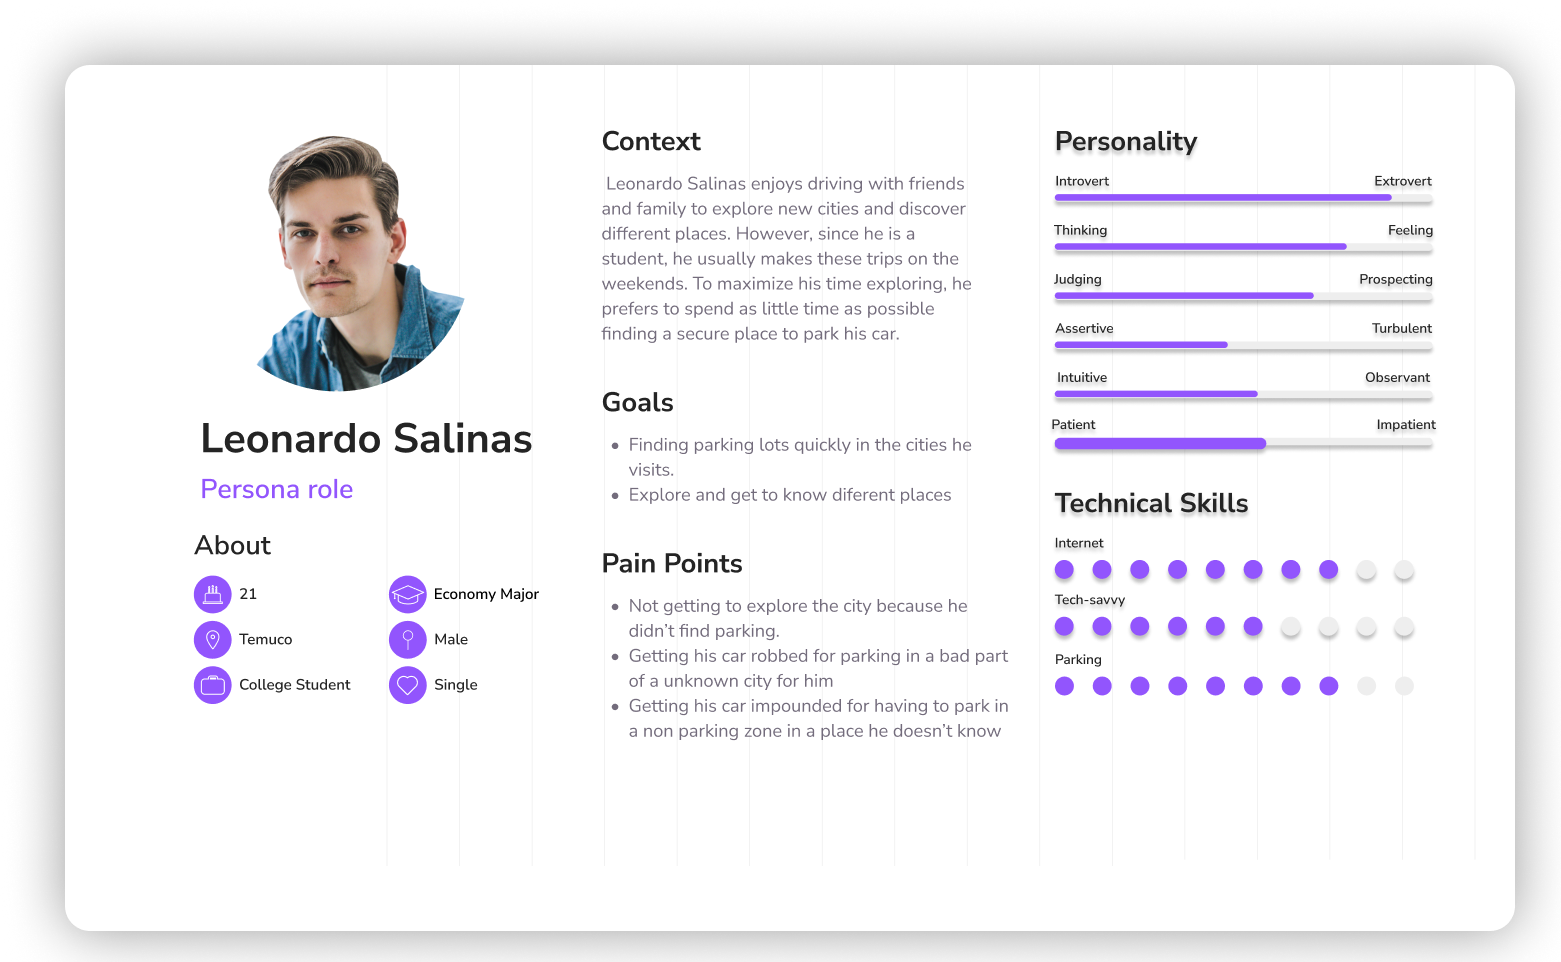 Leonardo Salinas
Persona role
About
21
Economy Major
Temuco
Male
College Student
Single
Context
Leonardo Salinas enjoys driving with friends
and family to explore new cities and discover
different places. However, since he is a
student, he usually makes these trips on the
weekends. To maximize his time exploring, he
prefers to spend as little time as possible
finding a secure place to park his car.
Goals
• Finding parking lots quickly in the cities he
visits.
• Explore and get to know diferent places
Pain Points
• Not getting to explore the city because he
didn’t find parking.
• Getting his car robbed for parking in a bad part
of a unknown city for him
• Getting his car impounded for having to park in
a non parking zone in a place he doesn’t know
Personality
Introvert Extrovert
Thinking Feeling
Judging Prospecting
Assertive Turbulent
Intuitive Observant
Patient Impatient
Technical Skills
Internet
Tech-savvy
Parking